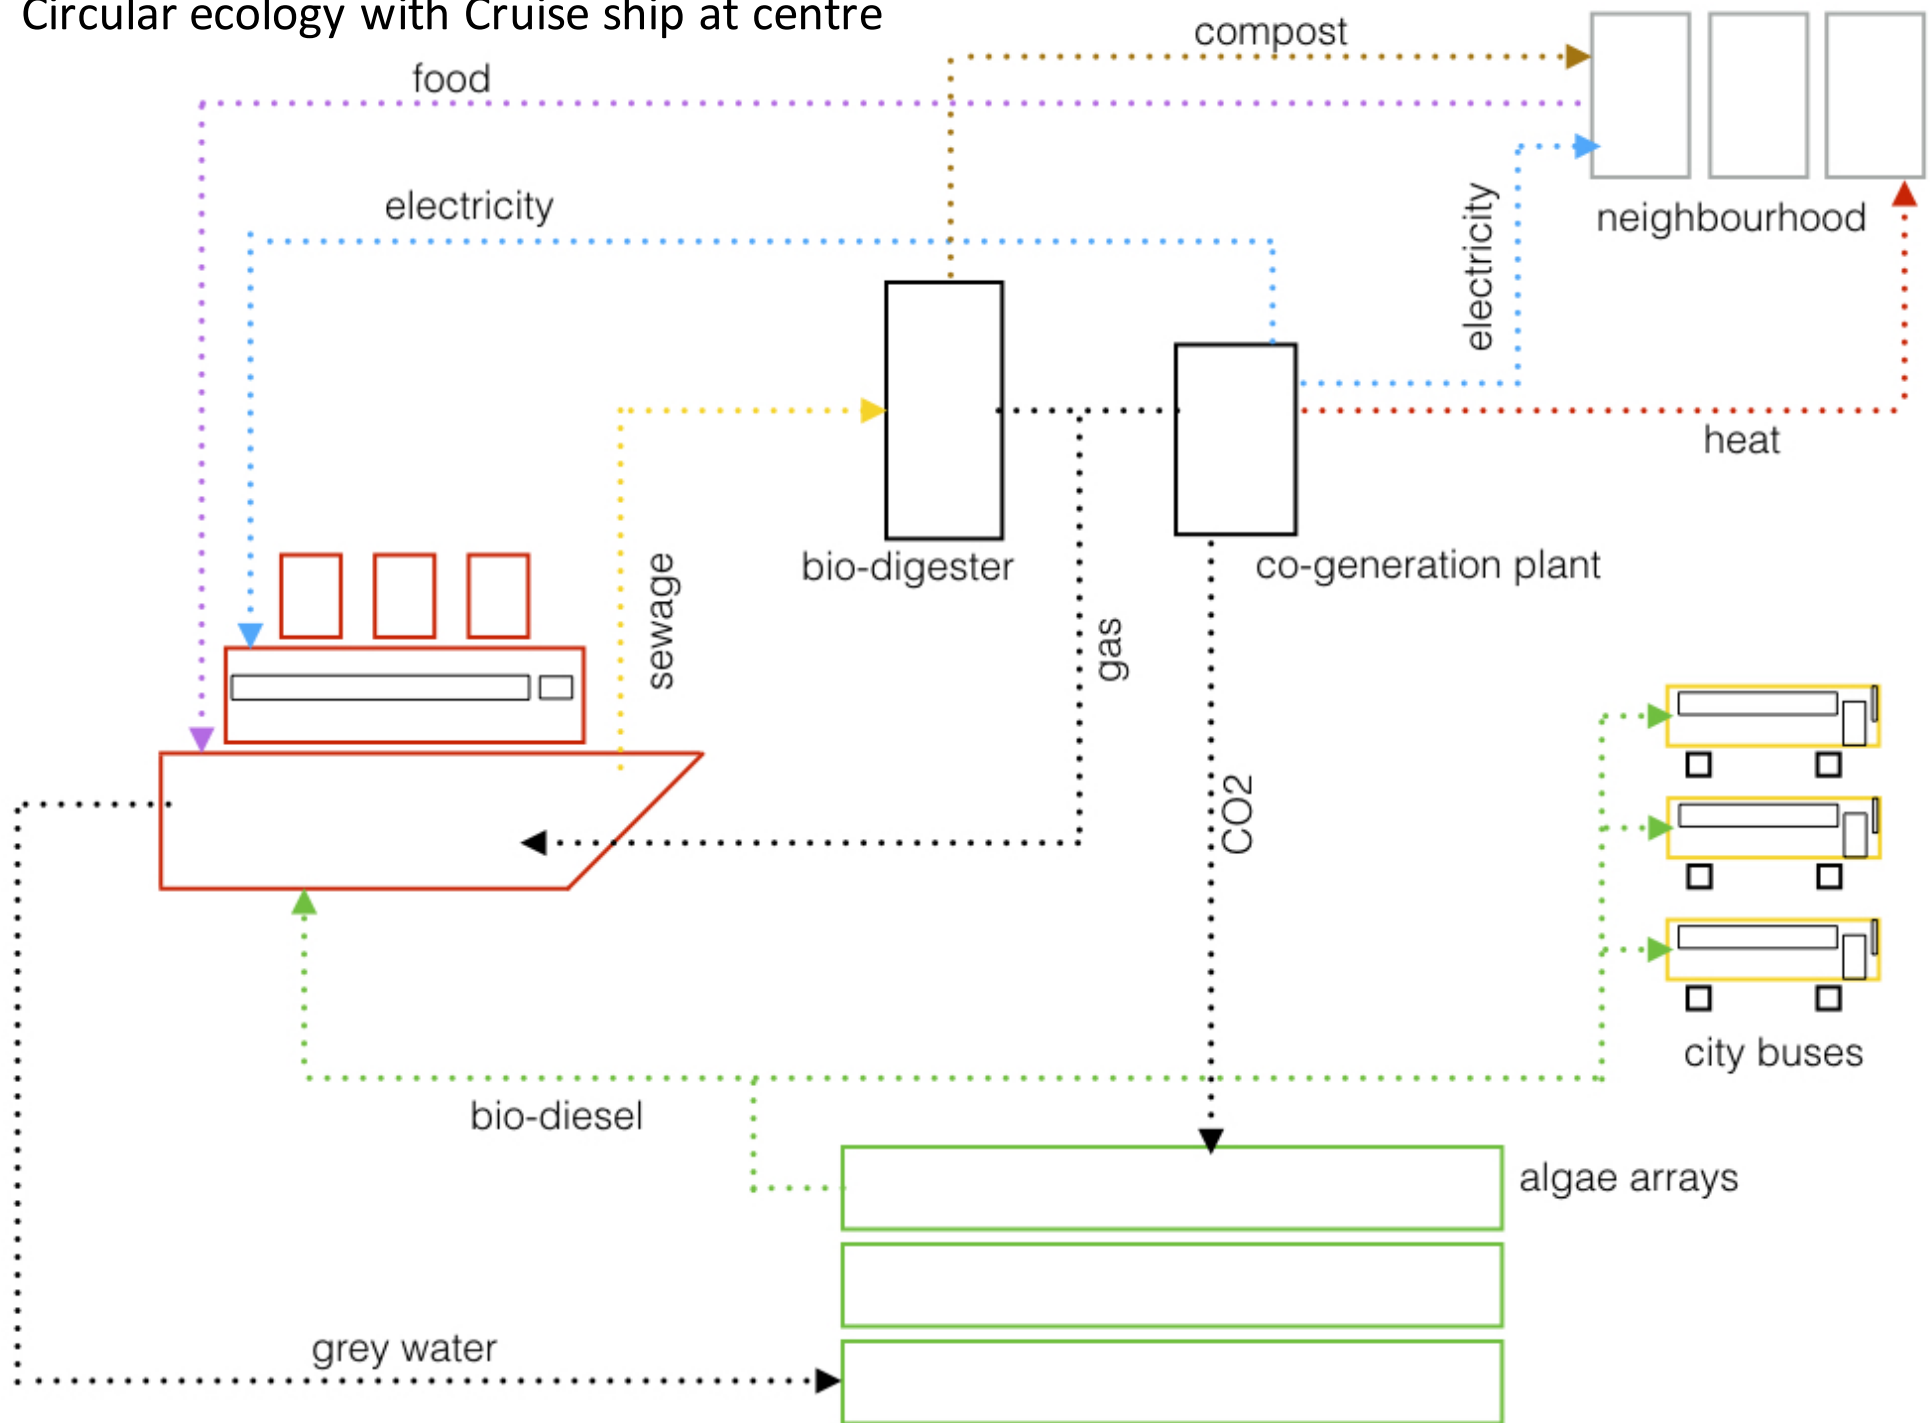 Circular ecology with Cruise ship at centre
compost
food
electricity
electricity
neighbourhood
heat
bio-digester
co-generation plant
sewage
gas
CO2
city buses
bio-diesel
algae arrays
grey water